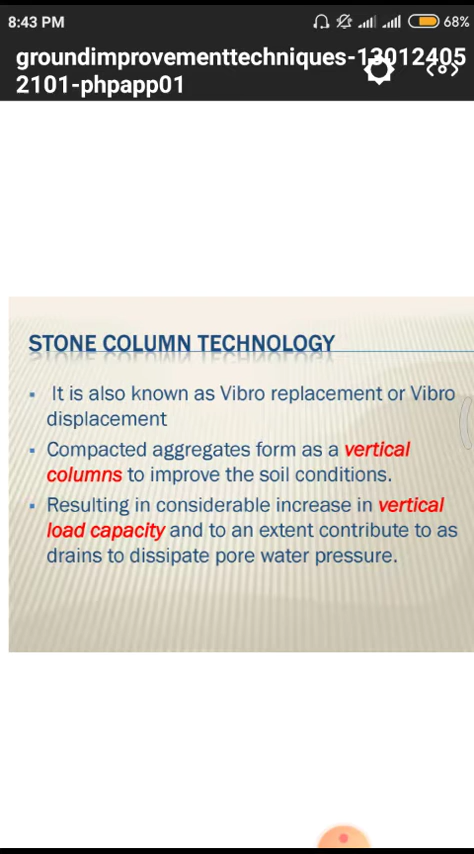 8:43 PM 68%
groundimprovementtechniques-13012405
2101-phpapp01
STONE COLUMN TECHNOLOGY
▪ It is also known as Vibro replacement or Vibro
displacement
▪ Compacted aggregates form as a vertical
columns to improve the soil conditions.
▪ Resulting in considerable increase in vertical
load capacity and to an extent contribute to as
drains to dissipate pore water pressure.